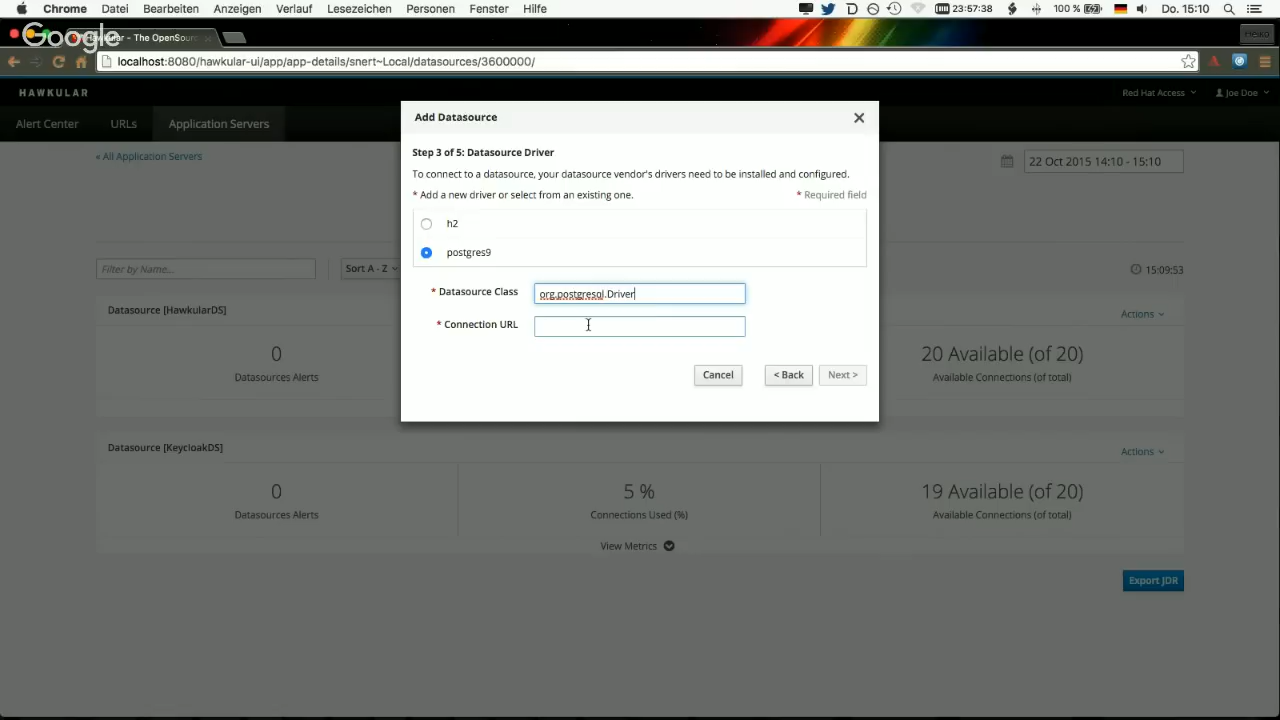 Chrome Datei Bearbeiten Anzeigen Verlauf Lesezeichen Personen Fenster Hilfe 23:57:38 100 % Do. 15:10
Google
The OpenSourc
Heiko
localhost:8080/hawkular-ui/app/app-details/snert~Local/datasources/3600000/
HAWKULAR Red Hat Access Joe Doe
Alert Center URLs Application Servers
« All Application Servers
22 Oct 2015 14:10 - 15:10
Add Datasource
Step 3 of 5: Datasource Driver
To connect to a datasource, your datasource vendor's drivers need to be installed and configured.
* Add a new driver or select from an existing one. * Required field
h2
postgres9
* Datasource Class org.postgresql.Driver
* Connection URL
Cancel < Back Next >
Filter by Name... Sort A - Z 15:09:53
Datasource [HawkularDS] Actions
0 20 Available (of 20)
Datasources Alerts Available Connections (of total)
Datasource [KeycloakDS] Actions
0 5 % 19 Available (of 20)
Datasources Alerts Connections Used (%) Available Connections (of total)
View Metrics
Export JDR